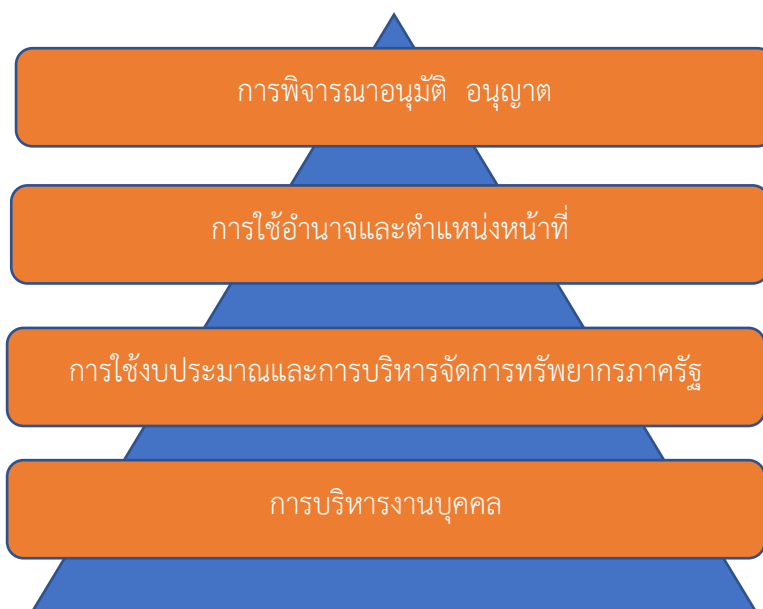 การพิจารณาอนุมัติ อนุญาต
การใช้อำนาจและตำแหน่งหน้าที่
การใช้งบประมาณและการบริหารจัดการทรัพยากรภาครัฐ
การบริหารงานบุคคล